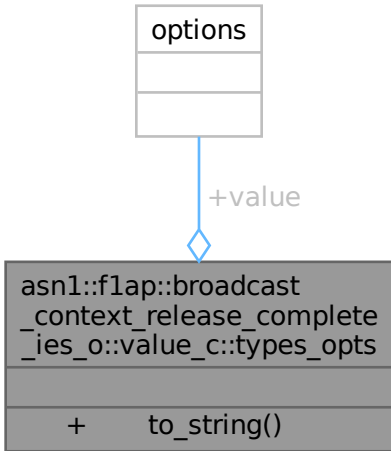 options
+value
asn1::f1ap::broadcast
_context_release_complete
_ies_o::value_c::types_opts
+ to_string()